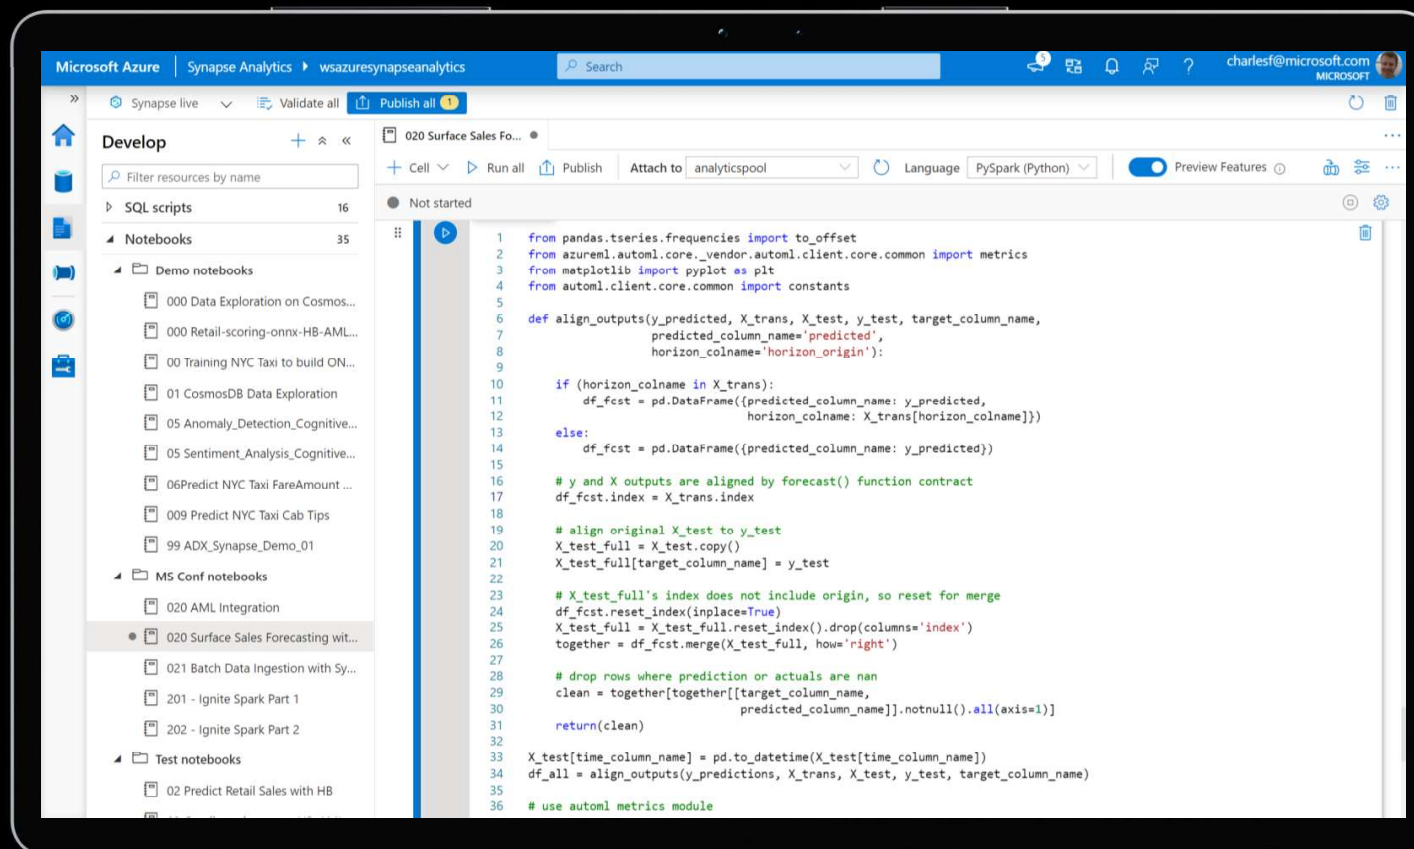 Microsoft Azure
Synapse Analytics
wsazuresynapseanalytics
Search
5
?
charlesf@microsoft.com
MICROSOFT
Synapse live
Validate all
Publish all 1
Develop
Filter resources by name
SQL scripts 16
Notebooks 35
Demo notebooks
000 Data Exploration on Cosmos...
000 Retail-scoring-onnx-HB-AML...
00 Training NYC Taxi to build ON...
01 CosmosDB Data Exploration
05 Anomaly_Detection_Cognitive...
05 Sentiment_Analysis_Cognitive...
06Predict NYC Taxi FareAmount ...
009 Predict NYC Taxi Cab Tips
99 ADX_Synapse_Demo_01
MS Conf notebooks
020 AML Integration
020 Surface Sales Forecasting wit...
021 Batch Data Ingestion with Sy...
201 - Ignite Spark Part 1
202 - Ignite Spark Part 2
Test notebooks
02 Predict Retail Sales with HB
020 Surface Sales Fo...
Cell
Run all
Publish
Attach to analyticspool
Language PySpark (Python)
Preview Features
Not started
1 from pandas.tseries.frequencies import to_offset
2 from azureml.automl.core._vendor.automl.client.core.common import metrics
3 from matplotlib import pyplot as plt
4 from automl.client.core.common import constants
5
6 def align_outputs(y_predicted, X_trans, X_test, y_test, target_column_name,
7 predicted_column_name='predicted',
8 horizon_colname='horizon_origin'):
9
10 if (horizon_colname in X_trans):
11 df_fcst = pd.DataFrame({predicted_column_name: y_predicted,
12 horizon_colname: X_trans[horizon_colname]})
13 else:
14 df_fcst = pd.DataFrame({predicted_column_name: y_predicted})
15
16 # y and X outputs are aligned by forecast() function contract
17 df_fcst.index = X_trans.index
18
19 # align original X_test to y_test
20 X_test_full = X_test.copy()
21 X_test_full[target_column_name] = y_test
22
23 # X_test_full's index does not include origin, so reset for merge
24 df_fcst.reset_index(inplace=True)
25 X_test_full = X_test_full.reset_index().drop(columns='index')
26 together = df_fcst.merge(X_test_full, how='right')
27
28 # drop rows where prediction or actuals are nan
29 clean = together[together[[target_column_name,
30 predicted_column_name]].notnull().all(axis=1)]
31 return(clean)
32
33 X_test[time_column_name] = pd.to_datetime(X_test[time_column_name])
34 df_all = align_outputs(y_predictions, X_trans, X_test, y_test, target_column_name)
35
36 # use automl metrics module